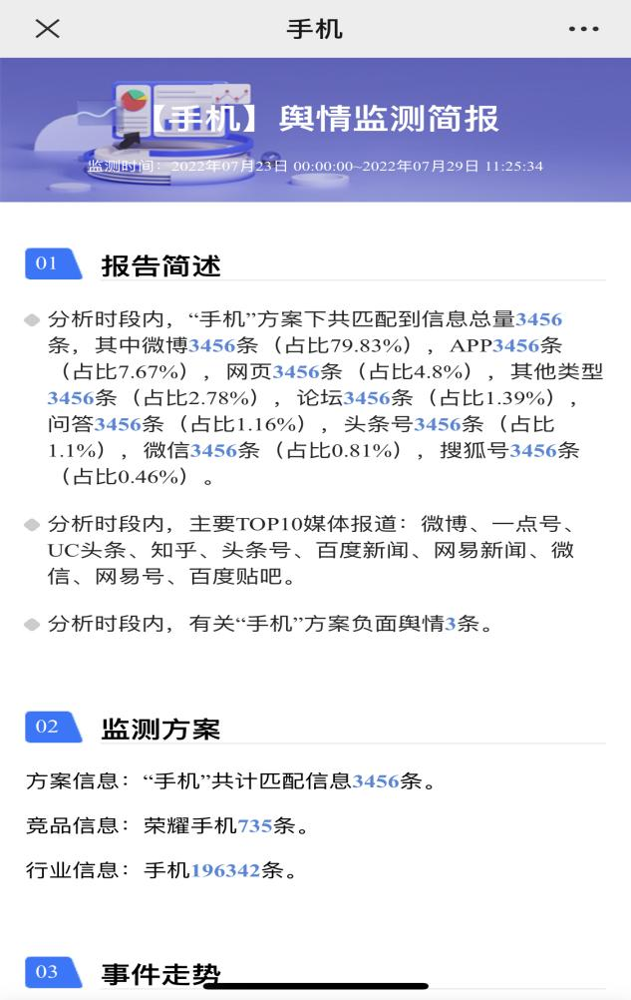 手机
【手机】舆情监测简报
监测时间：2022年07月23日 00:00:00~2022年07月29日 11:25:34
01 报告简述
分析时段内，“手机”方案下共匹配到信息总量3456
条，其中微博3456条（占比79.83%），APP3456条
（占比7.67%），网页3456条（占比4.8%），其他类型
3456条（占比2.78%），论坛3456条（占比1.39%），
问答3456条（占比1.16%），头条号3456条（占比
1.1%），微信3456条（占比0.81%），搜狐号3456条
（占比0.46%）。
分析时段内，主要TOP10媒体报道：微博、一点号、
UC头条、知乎、头条号、百度新闻、网易新闻、微
信、网易号、百度贴吧。
分析时段内，有关“手机”方案负面舆情3条。
02 监测方案
方案信息：“手机”共计匹配信息3456条。
竞品信息：荣耀手机735条。
行业信息：手机196342条。
03 事件走势